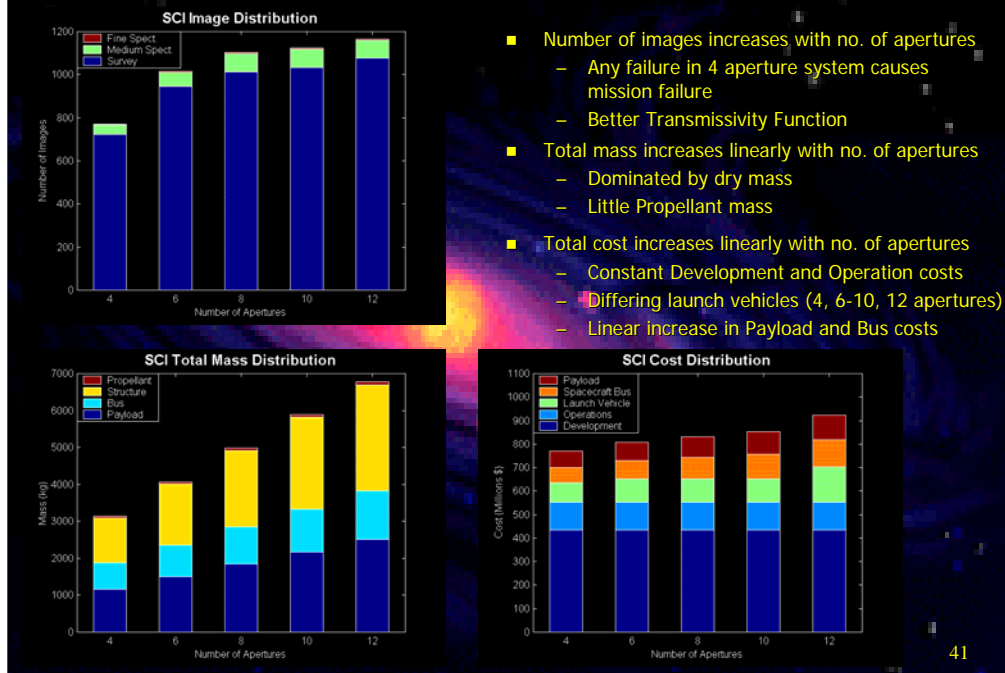 SCI Image Distribution
1200
1000
800
600
400
200
0
Number of Images
Fine Spect.
Medium Spect.
Survey
4 6 8 10 12
Number of Apertures
■ Number of images increases with no. of apertures
– Any failure in 4 aperture system causes
mission failure
– Better Transmissivity Function
■ Total mass increases linearly with no. of apertures
– Dominated by dry mass
– Little Propellant mass
■ Total cost increases linearly with no. of apertures
– Constant Development and Operation costs
– Differing launch vehicles (4, 6-10, 12 apertures)
– Linear increase in Payload and Bus costs
SCI Total Mass Distribution
7000
6000
5000
4000
3000
2000
1000
0
Mass (kg)
Propellant
Structure
Bus
Payload
4 6 8 10 12
Number of Apertures
SCI Cost Distribution
1100
1000
900
800
700
600
500
400
300
200
100
0
Cost (Millions $)
Payload
Spacecraft Bus
Launch Vehicle
Operations
Development
4 6 8 10 12
Number of Apertures
41